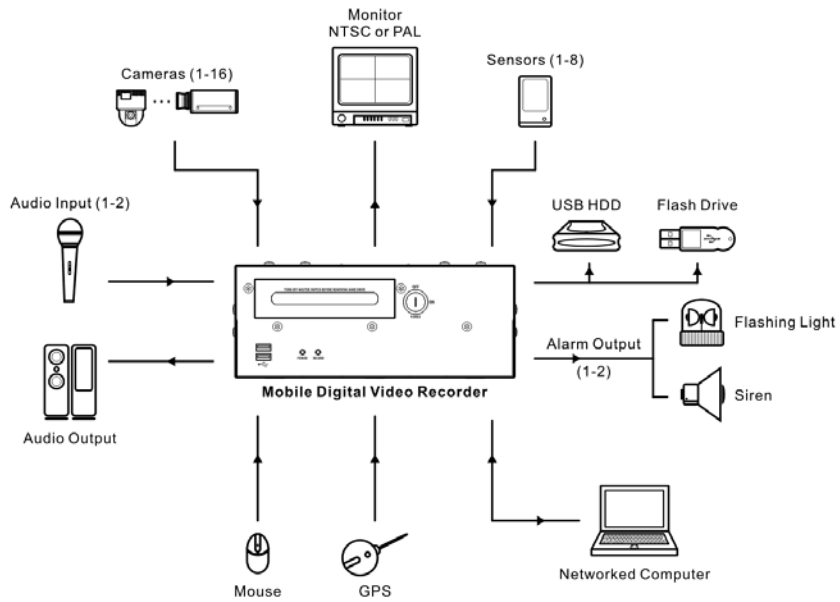 Monitor
NTSC or PAL
Cameras (1-16)
Sensors (1-8)
Audio Input (1-2)
USB HDD
Flash Drive
Flashing Light
Alarm Output
(1-2)
Siren
Mobile Digital Video Recorder
Audio Output
Mouse
GPS
Networked Computer